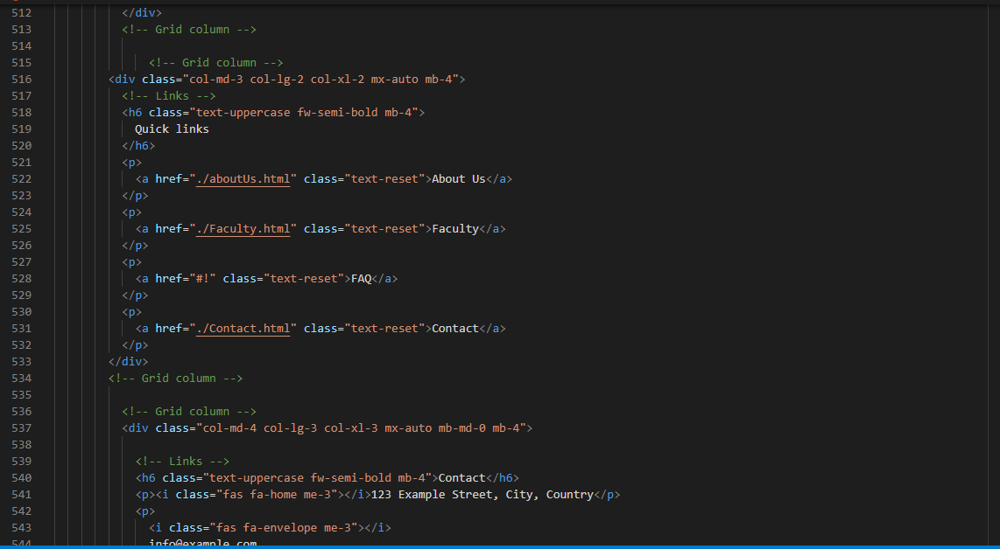 512 </div>
513 <!-- Grid column -->
514
515 <!-- Grid column -->
516 <div class="col-md-3 col-lg-2 col-xl-2 mx-auto mb-4">
517 <!-- Links -->
518 <h6 class="text-uppercase fw-semi-bold mb-4">
519 Quick links
520 </h6>
521 <p>
522 <a href="./aboutUs.html" class="text-reset">About Us</a>
523 </p>
524 <p>
525 <a href="./Faculty.html" class="text-reset">Faculty</a>
526 </p>
527 <p>
528 <a href="#!" class="text-reset">FAQ</a>
529 </p>
530 <p>
531 <a href="./Contact.html" class="text-reset">Contact</a>
532 </p>
533 </div>
534 <!-- Grid column -->
535
536 <!-- Grid column -->
537 <div class="col-md-4 col-lg-3 col-xl-3 mx-auto mb-md-0 mb-4">
538
539 <!-- Links -->
540 <h6 class="text-uppercase fw-semi-bold mb-4">Contact</h6>
541 <p><i class="fas fa-home me-3"></i>123 Example Street, City, Country</p>
542 <p>
543 <i class="fas fa-envelope me-3"></i>
544 info@example.com